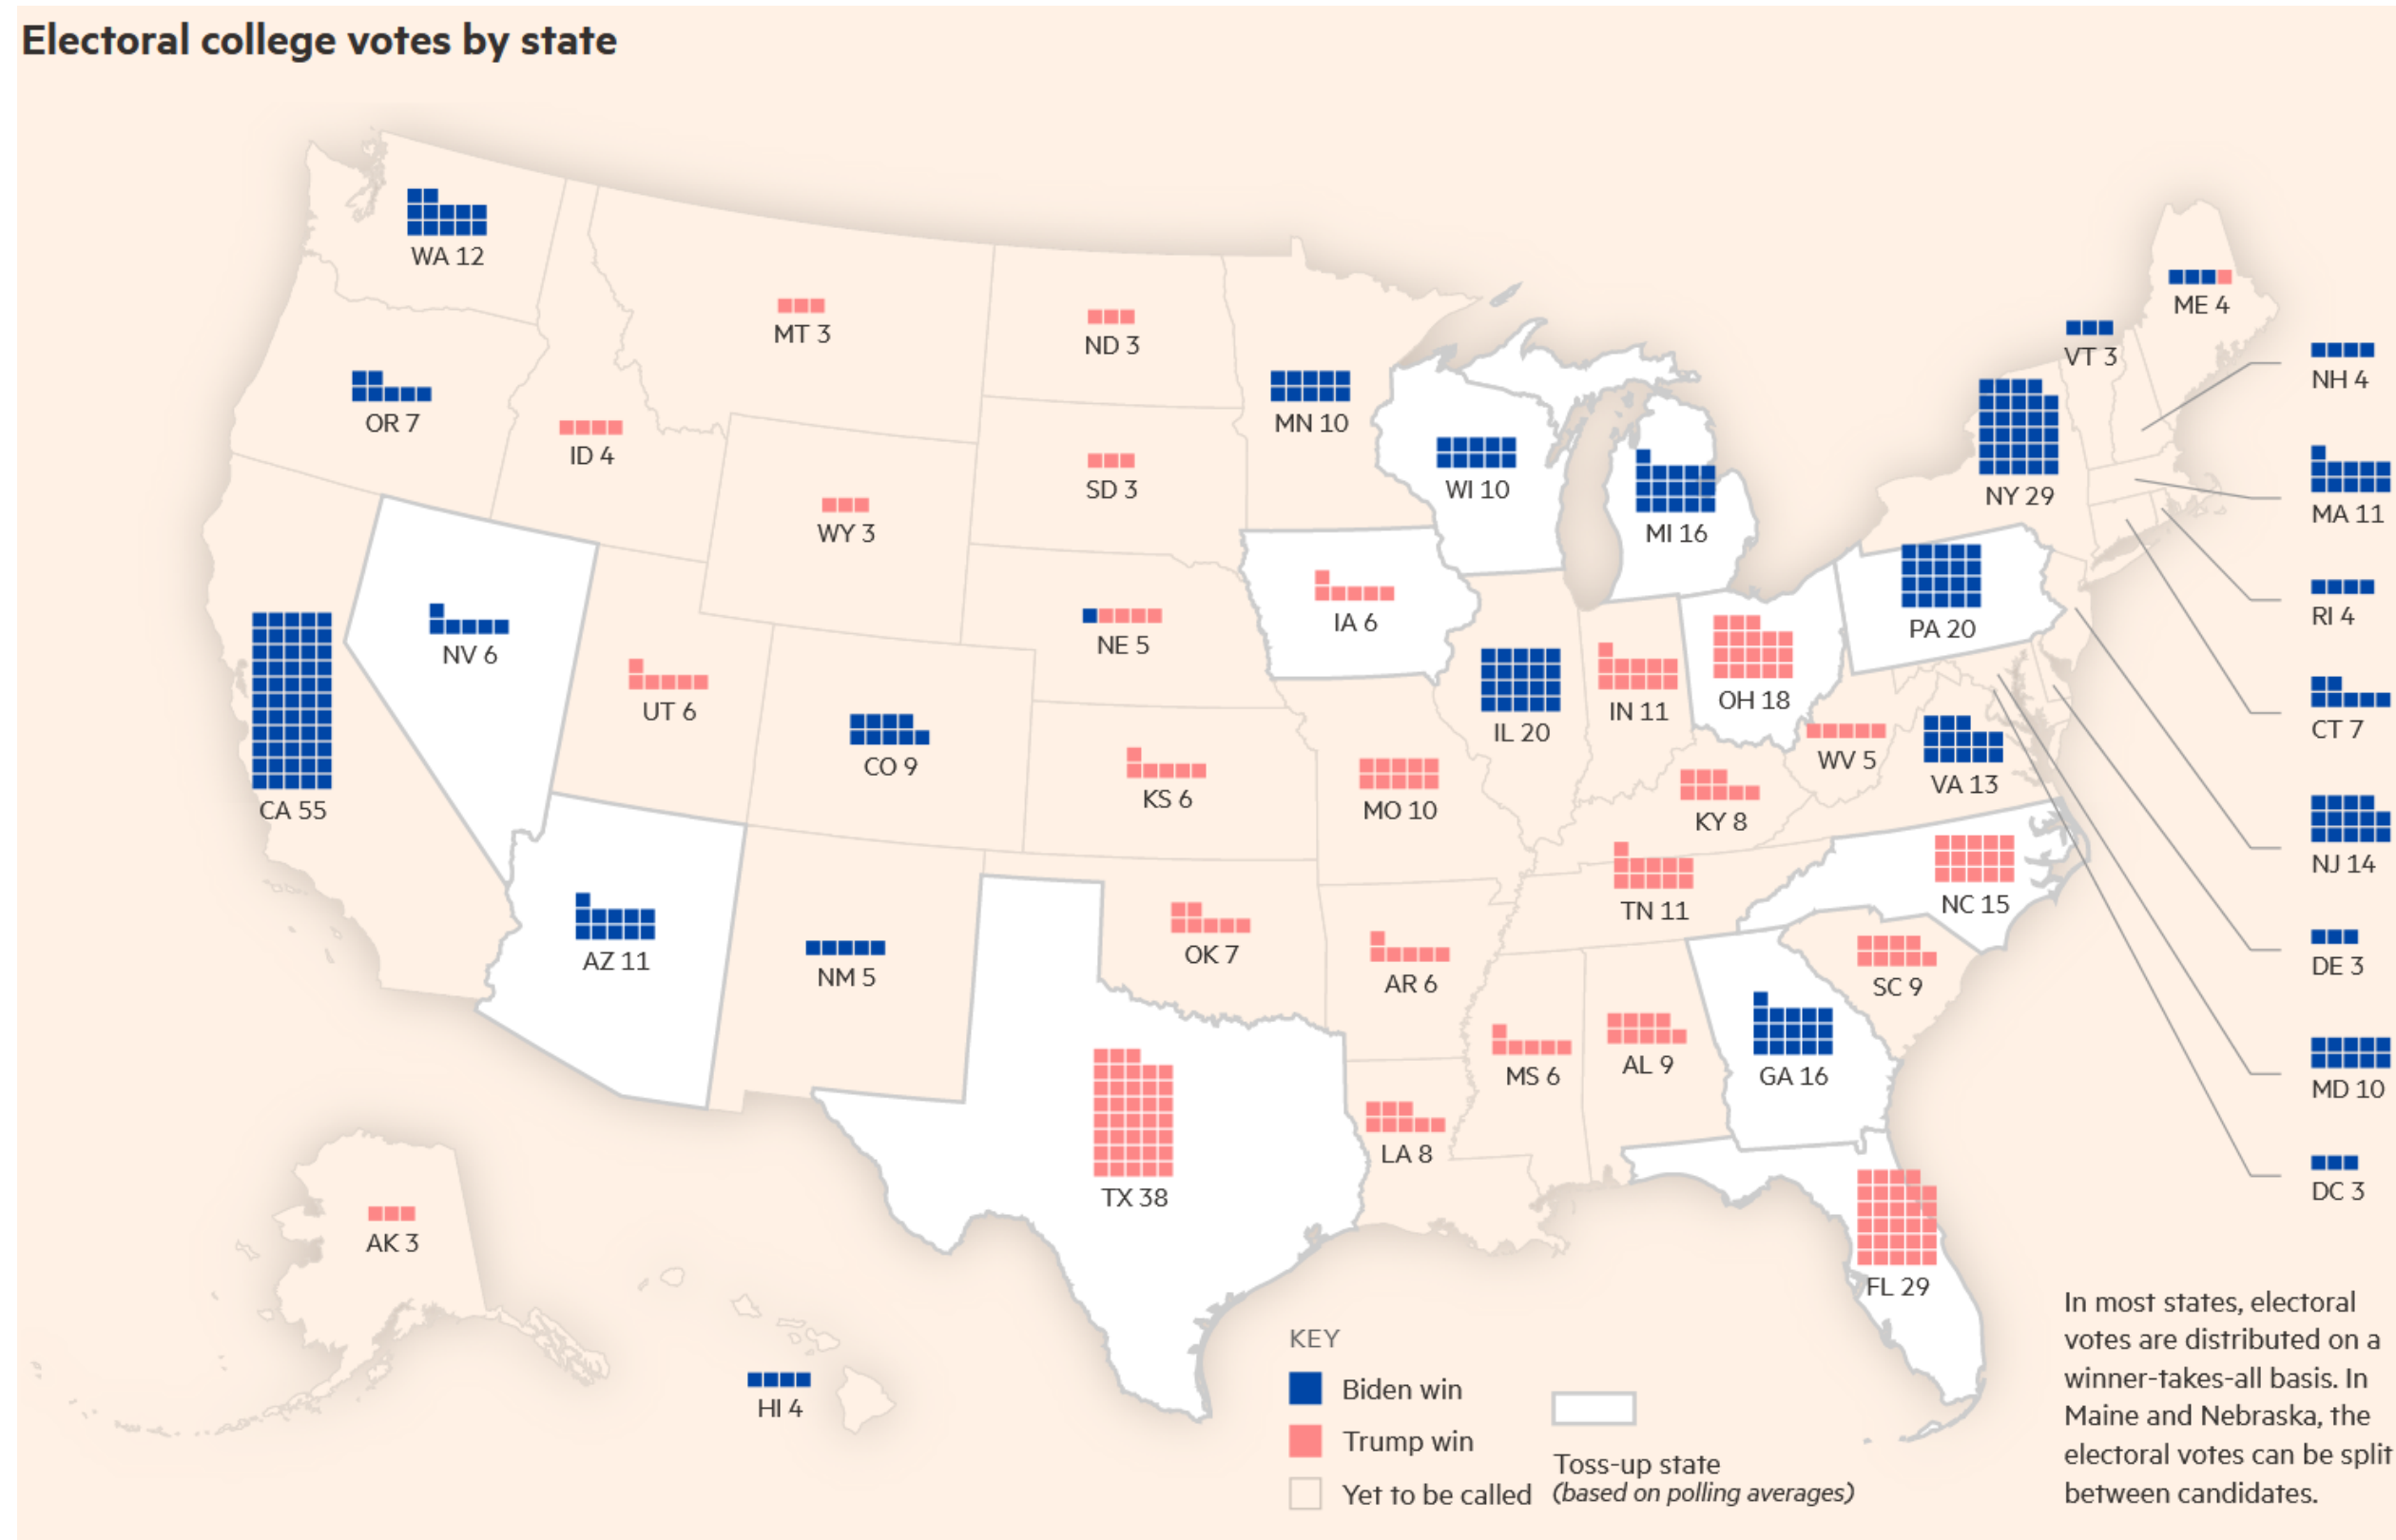 Electoral college votes by state
WA 12
ME 4
MT 3
ND 3
VT 3
NH 4
OR 7
MN 10
ID 4
SD 3
WI 10
NY 29
MA 11
WY 3
MI 16
RI 4
IA 6
PA 20
NE 5
NV 6
UT 6
IN 11
OH 18
CT 7
IL 20
CO 9
WV 5
VA 13
KS 6
CA 55
MO 10
KY 8
NJ 14
TN 11
NC 15
AZ 11
NM 5
OK 7
AR 6
SC 9
DE 3
MS 6
AL 9
GA 16
MD 10
LA 8
TX 38
DC 3
AK 3
FL 29
HI 4
KEY
Biden win
Trump win
Yet to be called
Toss-up state
(based on polling averages)
In most states, electoral
votes are distributed on a
winner-takes-all basis. In
Maine and Nebraska, the
electoral votes can be split
between candidates.